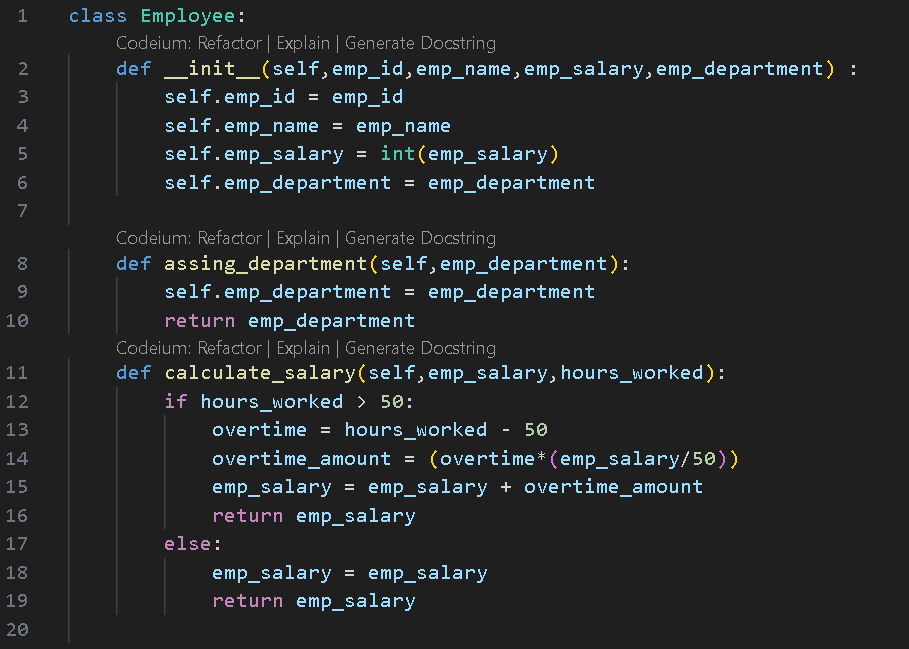 1 class Employee:
Codeium: Refactor | Explain | Generate Docstring
2 def __init__(self,emp_id,emp_name,emp_salary,emp_department) :
3 self.emp_id = emp_id
4 self.emp_name = emp_name
5 self.emp_salary = int(emp_salary)
6 self.emp_department = emp_department
7
Codeium: Refactor | Explain | Generate Docstring
8 def assing_department(self,emp_department):
9 self.emp_department = emp_department
10 return emp_department
Codeium: Refactor | Explain | Generate Docstring
11 def calculate_salary(self,emp_salary,hours_worked):
12 if hours_worked > 50:
13 overtime = hours_worked - 50
14 overtime_amount = (overtime*(emp_salary/50))
15 emp_salary = emp_salary + overtime_amount
16 return emp_salary
17 else:
18 emp_salary = emp_salary
19 return emp_salary
20